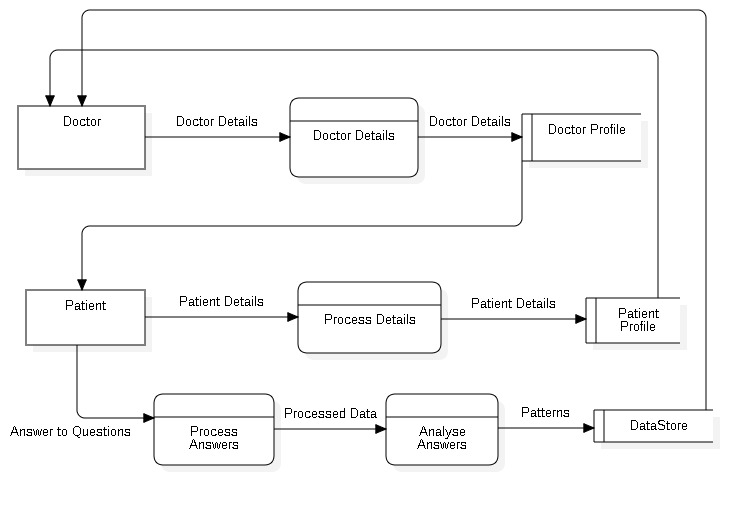 Doctor
Doctor Details
Doctor Details
Doctor Details
Doctor Profile
Patient
Patient Details
Process Details
Patient Details
Patient
Profile
Answer to Questions
Process
Answers
Processed Data
Analyse
Answers
Patterns
DataStore